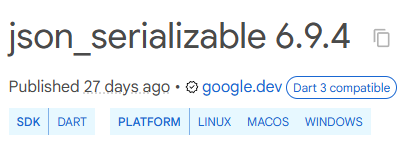 json_serializable 6.9.4
Published 27 days ago • google.dev Dart 3 compatible
SDK DART PLATFORM LINUX MACOS WINDOWS